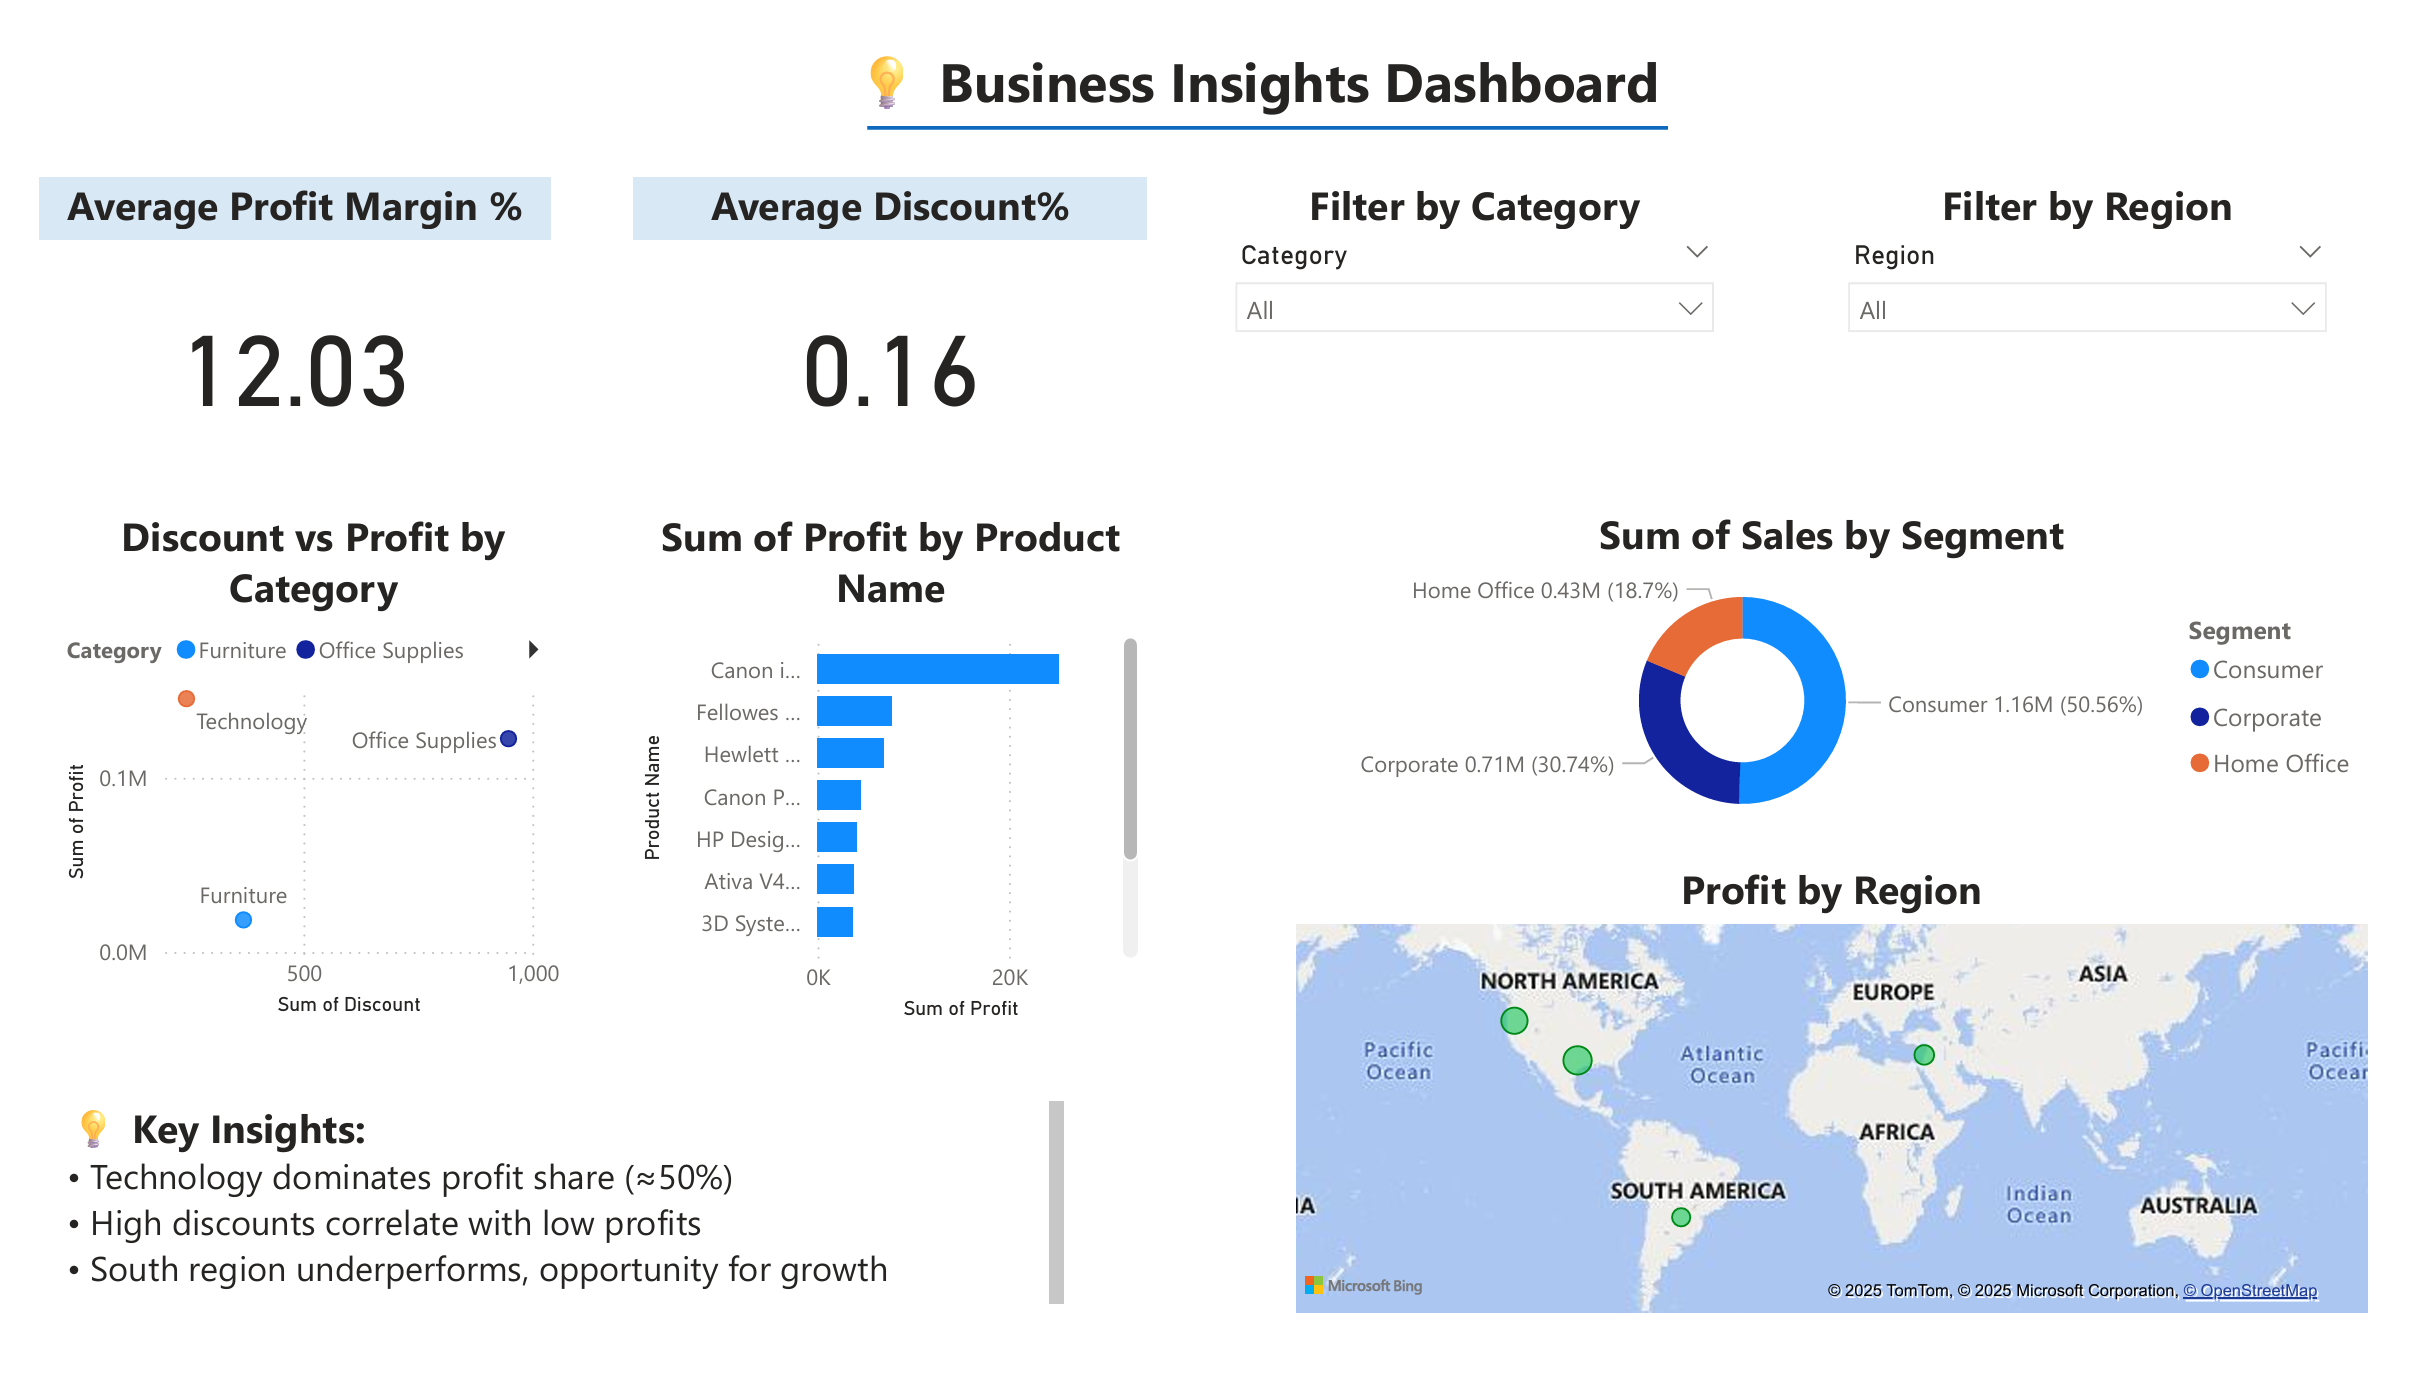 💡 Business Insights Dashboard
Average Profit Margin %
12.03
Average Discount%
0.16
Filter by Category
Category
All
Filter by Region
Region
All
Discount vs Profit by
Category
Category Furniture Office Supplies
Sum of Profit
0.1M
0.0M
Technology
Office Supplies
Furniture
500 1,000
Sum of Discount
Sum of Profit by Product
Name
Product Name
Canon i...
Fellowes ...
Hewlett ...
Canon P...
HP Desig...
Ativa V4...
3D Syste...
0K 20K
Sum of Profit
Sum of Sales by Segment
Home Office 0.43M (18.7%)
Consumer 1.16M (50.56%)
Corporate 0.71M (30.74%)
Segment
Consumer
Corporate
Home Office
Profit by Region
NORTH AMERICA
EUROPE
ASIA
Pacific
Ocean
Atlantic
Ocean
Pacific
Ocean
AFRICA
SOUTH AMERICA
Indian
Ocean
AUSTRALIA
IA
Microsoft Bing
© 2025 TomTom, © 2025 Microsoft Corporation, © OpenStreetMap
💡 Key Insights:
• Technology dominates profit share (≈50%)
• High discounts correlate with low profits
• South region underperforms, opportunity for growth